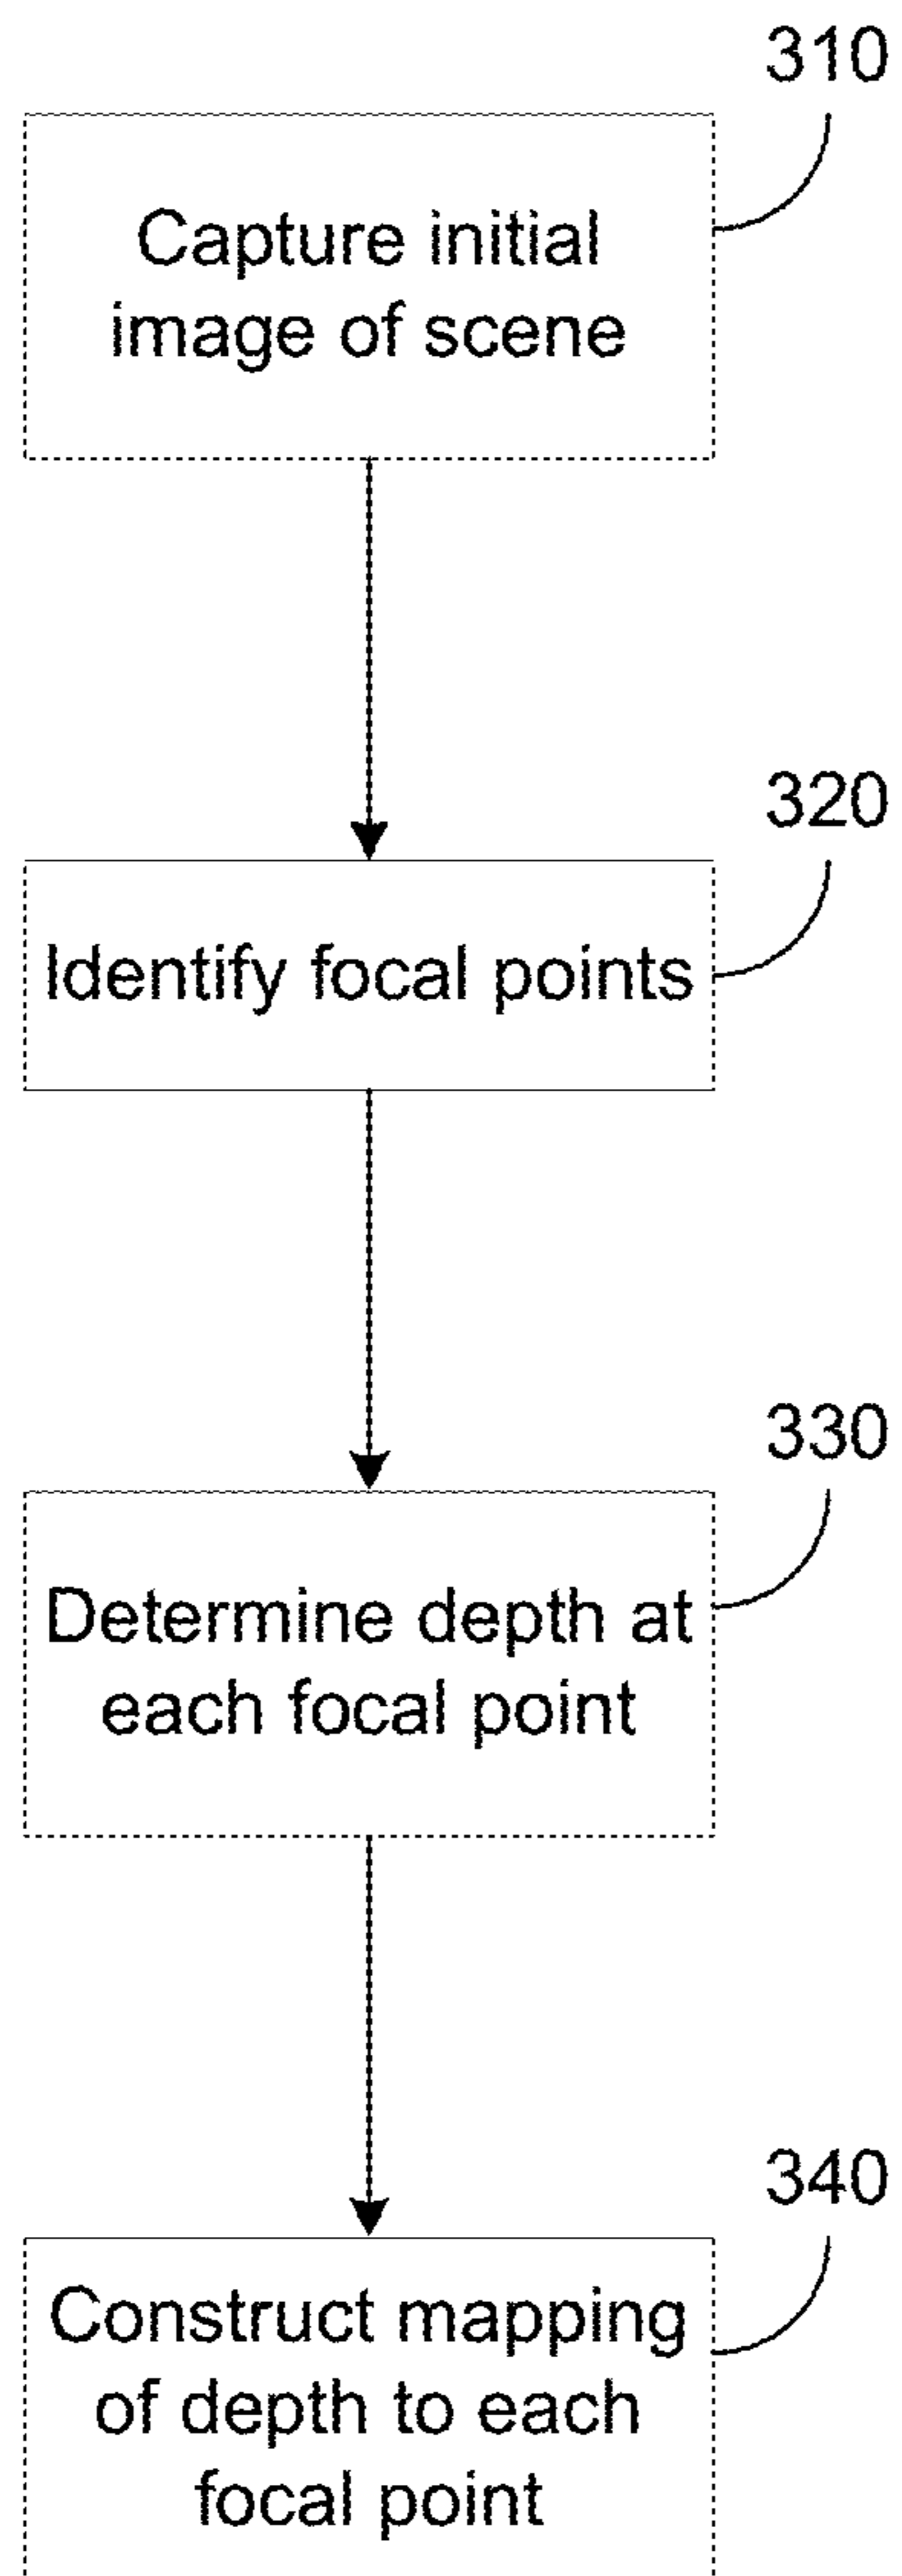 310
Capture initial
image of scene
320
Identify focal points
330
Determine depth at
each focal point
340
Construct mapping
of depth to each
focal point